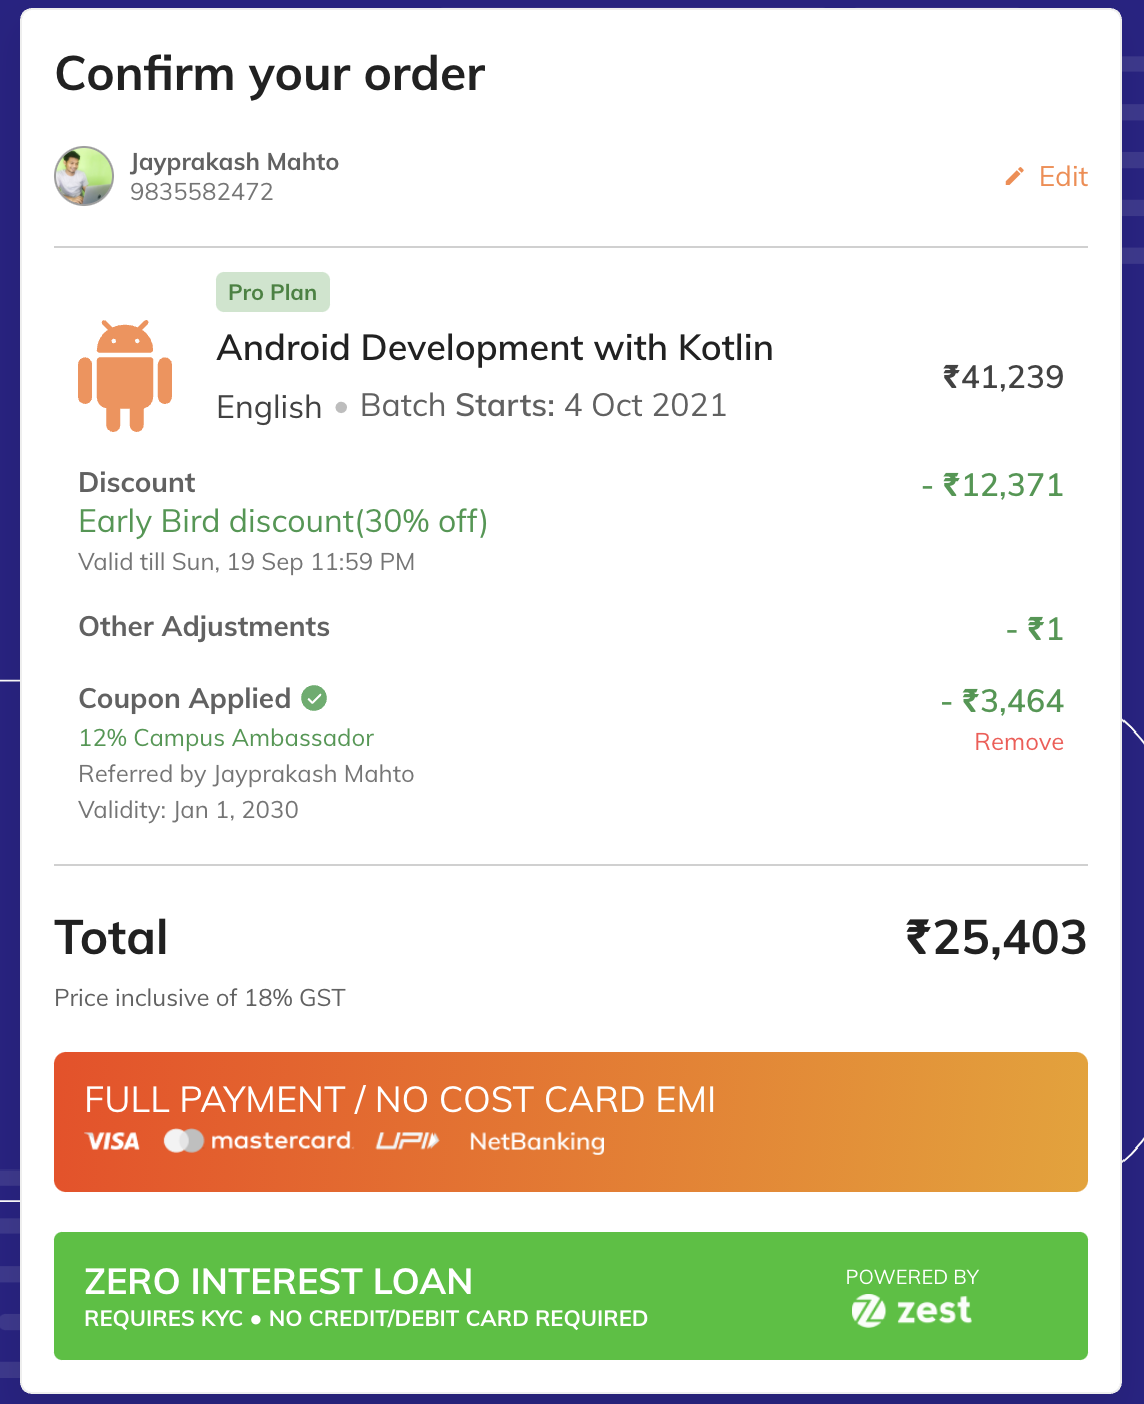 Confirm your order
Jayprakash Mahto
9835582472
Edit
Pro Plan
Android Development with Kotlin
₹41,239
English • Batch Starts: 4 Oct 2021
Discount
- ₹12,371
Early Bird discount(30% off)
Valid till Sun, 19 Sep 11:59 PM
Other Adjustments
- ₹1
Coupon Applied
- ₹3,464
12% Campus Ambassador
Remove
Referred by Jayprakash Mahto
Validity: Jan 1, 2030
Total
₹25,403
Price inclusive of 18% GST
FULL PAYMENT / NO COST CARD EMI
VISA mastercard UPI NetBanking
ZERO INTEREST LOAN
REQUIRES KYC • NO CREDIT/DEBIT CARD REQUIRED
POWERED BY
zest